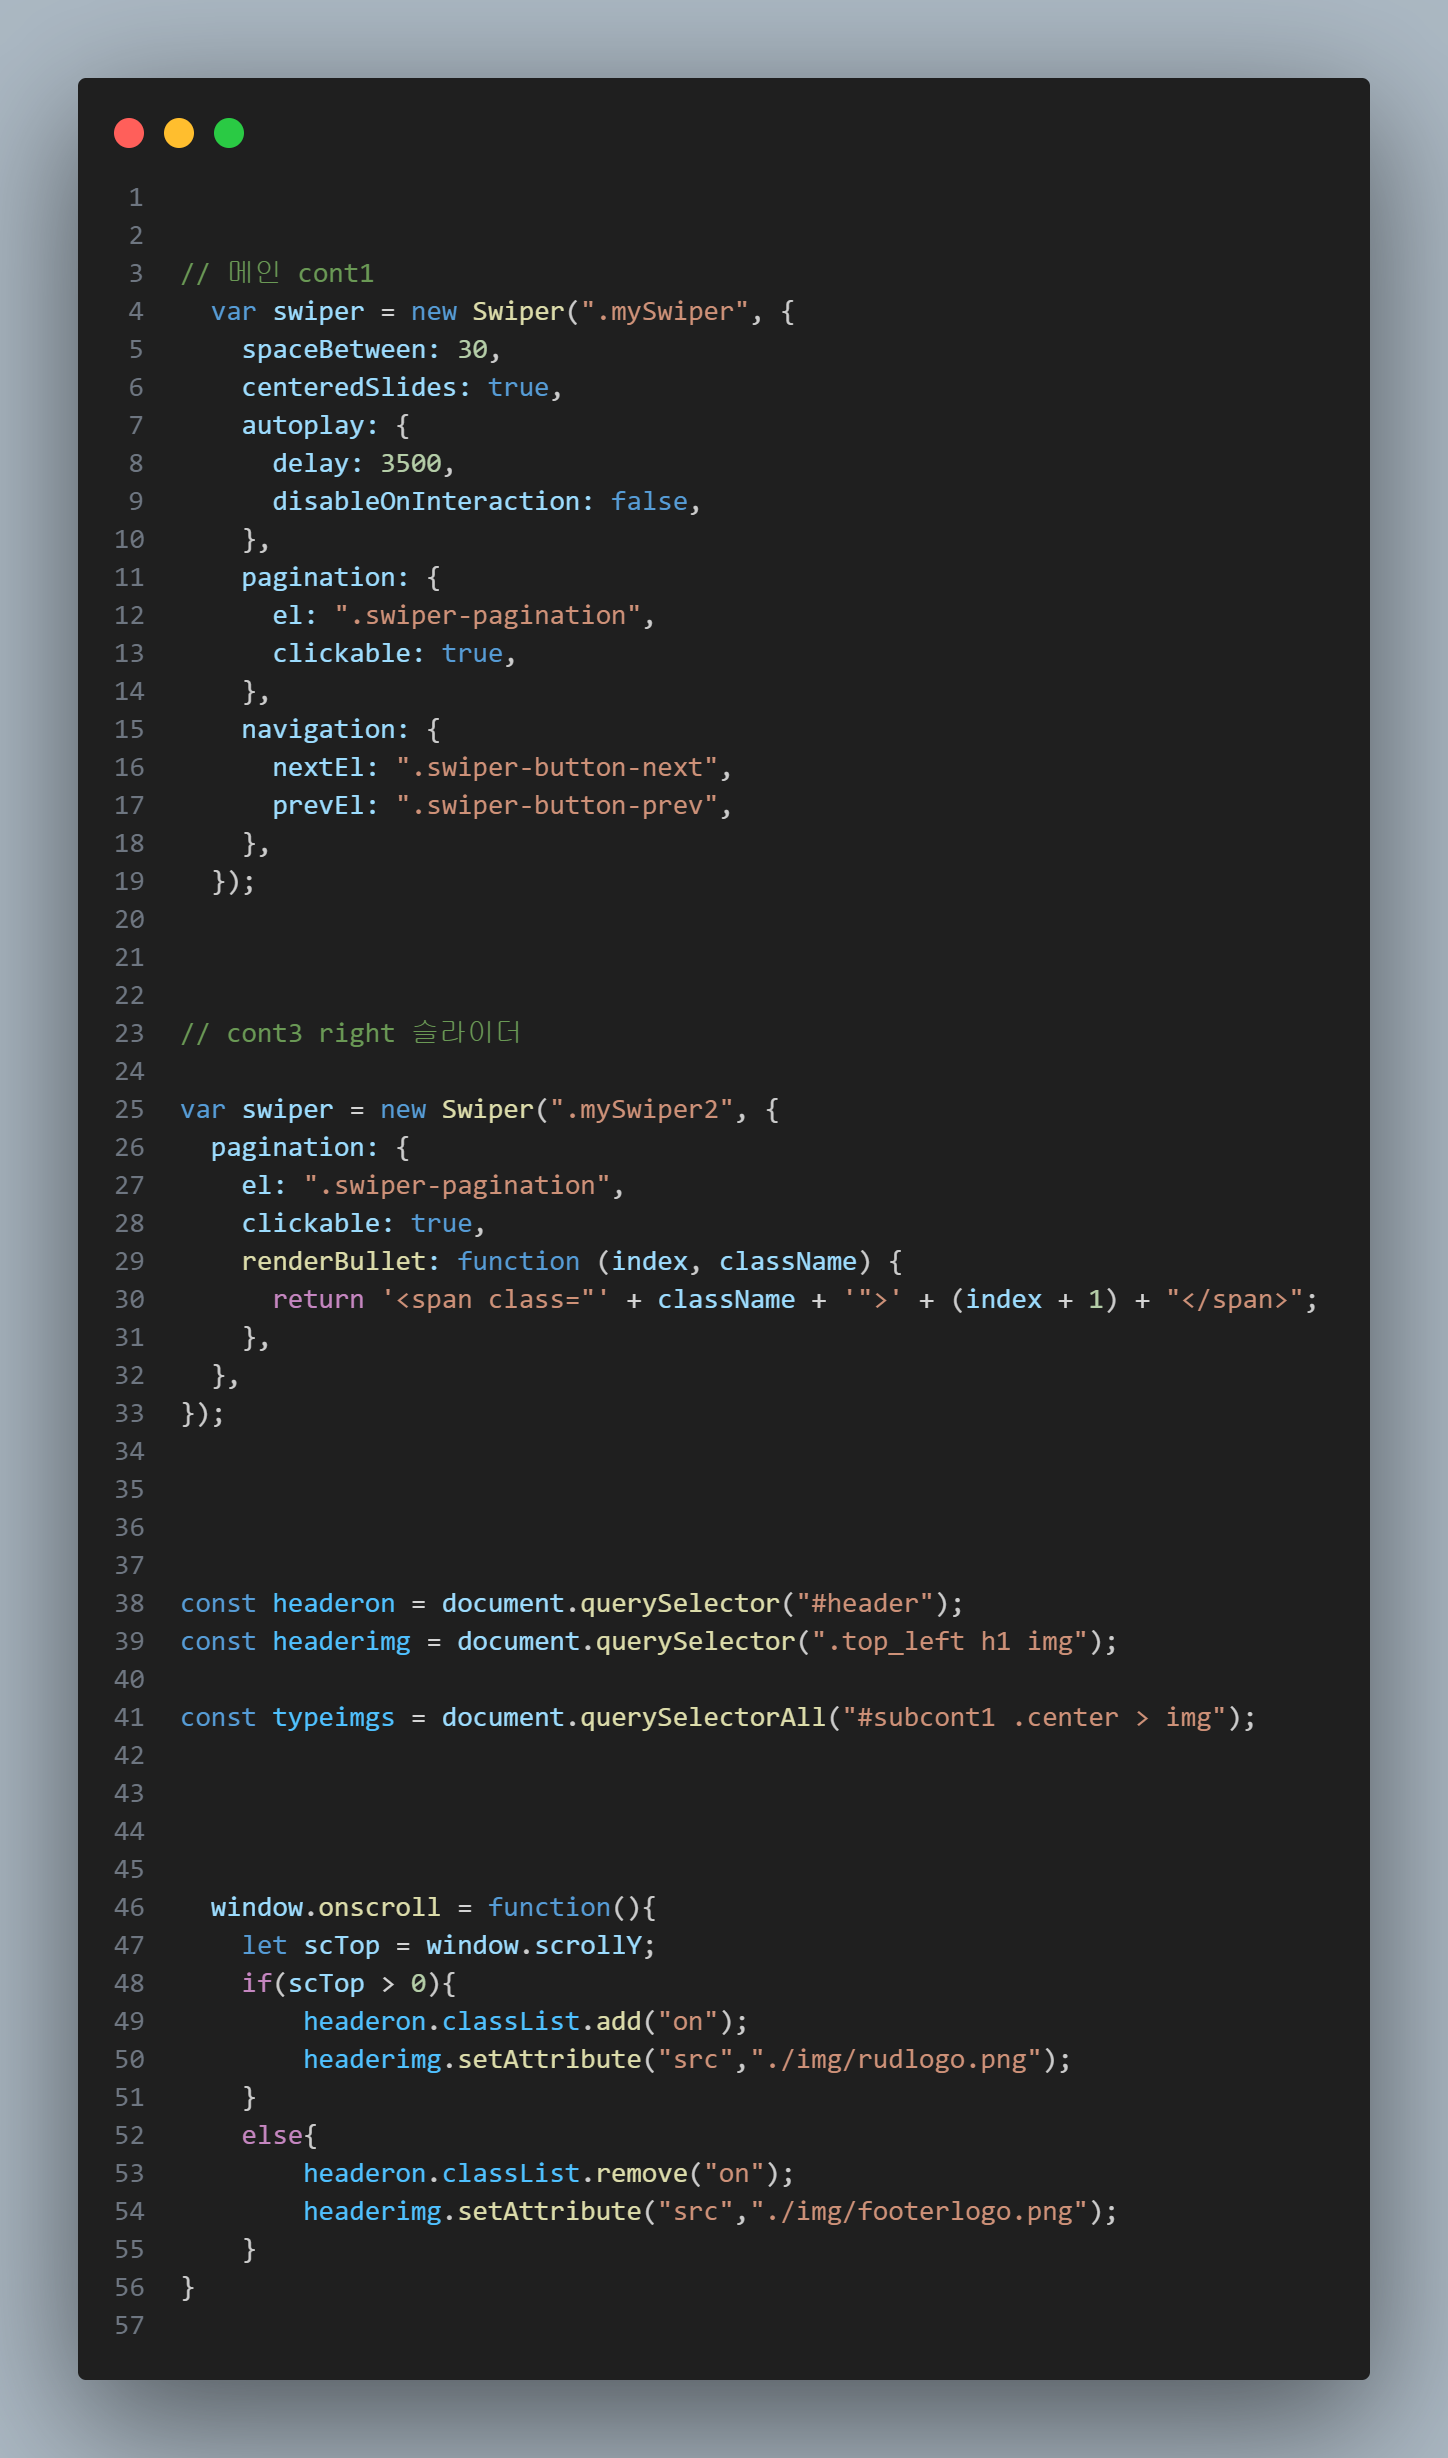 1
2
3 // 메인 cont1
4 var swiper = new Swiper(".mySwiper", {
5 spaceBetween: 30,
6 centeredSlides: true,
7 autoplay: {
8 delay: 3500,
9 disableOnInteraction: false,
10 },
11 pagination: {
12 el: ".swiper-pagination",
13 clickable: true,
14 },
15 navigation: {
16 nextEl: ".swiper-button-next",
17 prevEl: ".swiper-button-prev",
18 },
19 });
20
21
22
23 // cont3 right 슬라이더
24
25 var swiper = new Swiper(".mySwiper2", {
26 pagination: {
27 el: ".swiper-pagination",
28 clickable: true,
29 renderBullet: function (index, className) {
30 return '<span class="' + className + '">' + (index + 1) + "</span>";
31 },
32 },
33 });
34
35
36
37
38 const headeron = document.querySelector("#header");
39 const headerimg = document.querySelector(".top_left h1 img");
40
41 const typeimgs = document.querySelectorAll("#subcont1 .center > img");
42
43
44
45
46 window.onscroll = function(){
47 let scTop = window.scrollY;
48 if(scTop > 0){
49 headeron.classList.add("on");
50 headerimg.setAttribute("src","./img/rudlogo.png");
51 }
52 else{
53 headeron.classList.remove("on");
54 headerimg.setAttribute("src","./img/footerlogo.png");
55 }
56 }
57